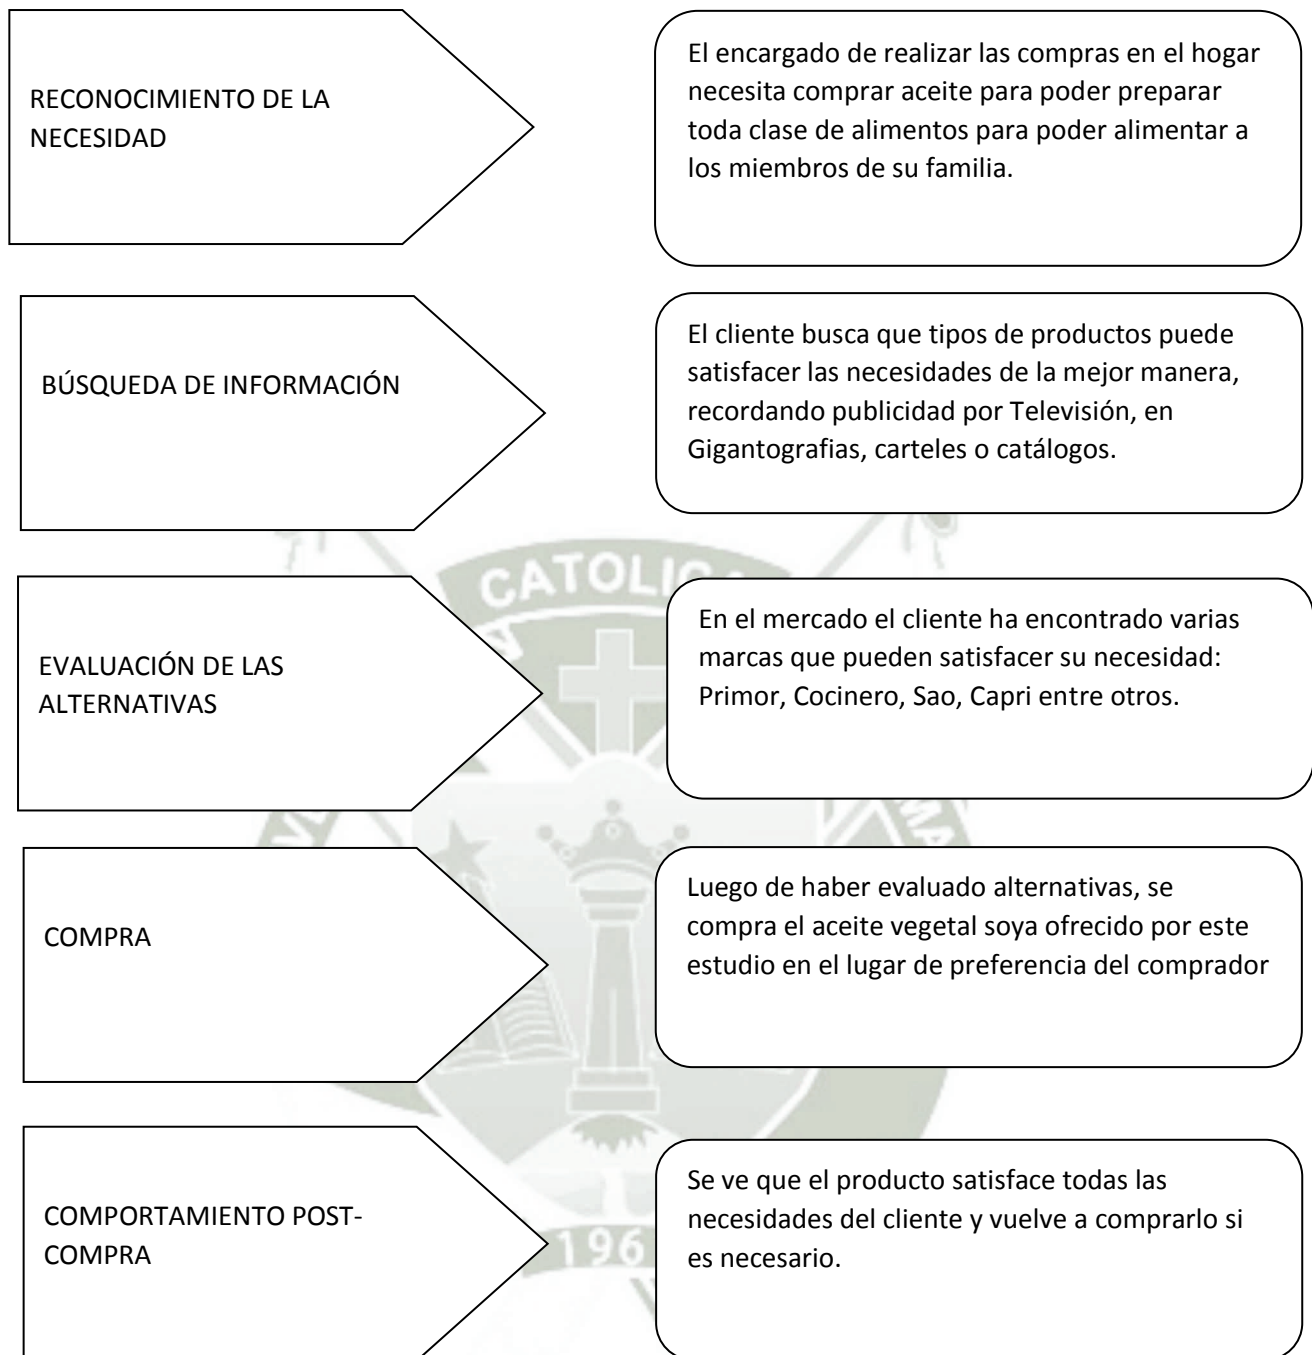 RECONOCIMIENTO DE LA
NECESIDAD
El encargado de realizar las compras en el hogar
necesita comprar aceite para poder preparar
toda clase de alimentos para poder alimentar a
los miembros de su familia.
BÚSQUEDA DE INFORMACIÓN
El cliente busca que tipos de productos puede
satisfacer las necesidades de la mejor manera,
recordando publicidad por Televisión, en
Gigantografias, carteles o catálogos.
CATOLIC
EVALUACIÓN DE LAS
ALTERNATIVAS
En el mercado el cliente ha encontrado varias
marcas que pueden satisfacer su necesidad:
Primor, Cocinero, Sao, Capri entre otros.
COMPRA
Luego de haber evaluado alternativas, se
compra el aceite vegetal soya ofrecido por este
estudio en el lugar de preferencia del comprador
COMPORTAMIENTO POST-
COMPRA
Se ve que el producto satisface todas las
necesidades del cliente y vuelve a comprarlo si
es necesario.
196